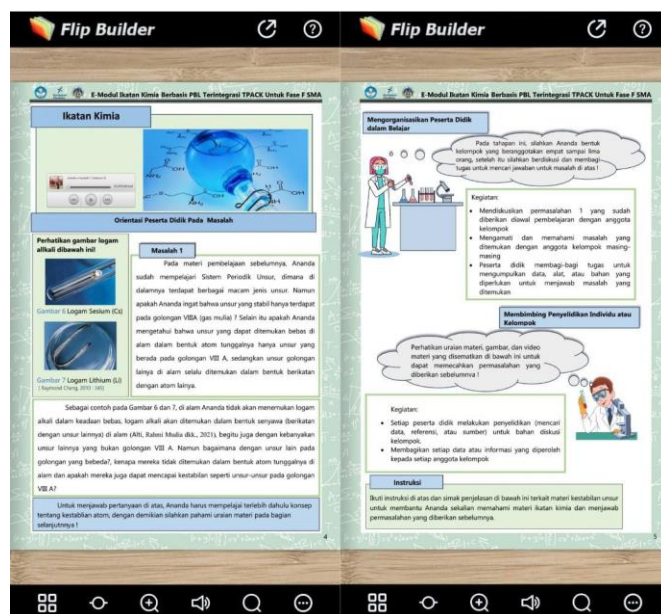 Flip Builder
E-Modul Ikatan Kimia Berbasis PBL Terintegrasi TPACK Untuk Fase F SMA
Ikatan Kimia
Orientasi Peserta Didik Pada Masalah
Perhatikan gambar logam
allkali dibawah ini!
Gambar 6 Logam Sesium (Cs)
Gambar 7 Logam Lithium (Li)
( Raymond Chang, 2010 : 345)
Masalah 1
Pada materi pembelajaan sebelumnya, Ananda
sudah mempelajari Sistem Periodik Unsur, dimana di
dalamnya terdapat berbagai macam jenis unsur. Namun
apakah Ananda ingat bahwa unsur yang stabil hanya terdapat
pada golongan VIIIA (gas mulia) ? Selain itu apakah Ananda
mengetahui bahwa unsur yang dapat ditemukan bebas di
alam dalam bentuk atom tunggalnya hanya unsur yang
berada pada golongan VIII A, sedangkan unsur golongan
lainya di alam selalu ditemukan dalam bentuk berikatan
dengan atom lainya.
Sebagai contoh pada Gambar 6 dan 7, di alam Ananda tidak akan menemukan logam
alkali dalam keadaan bebas, logam alkali akan ditemukan dalam bentuk senyawa (berikatan
dengan unsur lainnya) di alam (Alti, Rahmi Mudia dkk., 2021), begitu juga dengan kebanyakan
unsur lainnya yang bukan golongan VIII A. Namun bagaimana dengan unsur lain pada
golongan yang bebeda?, kenapa mereka tidak ditemukan dalam bentuk atom tunggalnya di
alam dan apakah mereka juga dapat mencapai kestabilan seperti unsur-unsur pada golongan
VIII A?
Untuk menjawab pertanyaan di atas, Ananda harus mempelajai terlebih dahulu konsep
tentang kestablian atom, dengan demikian silahkan pahami uraian materi pada bagian
selanjutnnya !
4
Flip Builder
E-Modul Ikatan Kimia Berbasis PBL Terintegrasi TPACK Untuk Fase F SMA
Mengorganisasikan Peserta Didik
dalam Belajar
Pada tahapan ini, silahkan Ananda bentuk
kelompok yang beranggotakan empat sampai lima
orang, setelah itu silahkan berdiskusi dan membagi
tugas untuk mencari jawaban untuk masalah di atas !
Kegiatan:
• Mendiskusikan permasalahan 1 yang sudah
diberikan diawal pembelajaran dengan anggota
kelompok
• Mengamati dan memahami masalah yang
ditemukan dengan anggota kelompok masing-
masing
• Peserta didik membagi-bagi tugas untuk
mengumpulkan data, alat, atau bahan yang
diperlukan untuk menjawab masalah yang
ditemukan
Membimbing Penyelidikan Individu atau
Kelompok
Perhatikan uraian materi, gambar, dan video
materi yang disematkan di bawah ini untuk
dapat memecahkan permasalahan yang
diberikan sebelumnva !
Kegiatan:
• Setiap peserta didik melakukan penyelidikan (mencari
data, referensi, atau sumber) untuk bahan diskusi
kelompok.
• Membagikan setiap data atau informasi yang diperoleh
kepada setiap anggota kelompok
Instruksi
Ikuti instruksi di atas dan simak penjelasan di bawah ini terkait materi kestabilan unsur
untuk membantu Ananda sekalian memahami materi ikatan kimia dan menjawab
permasalahan yang diberikan sebelumnya.
5